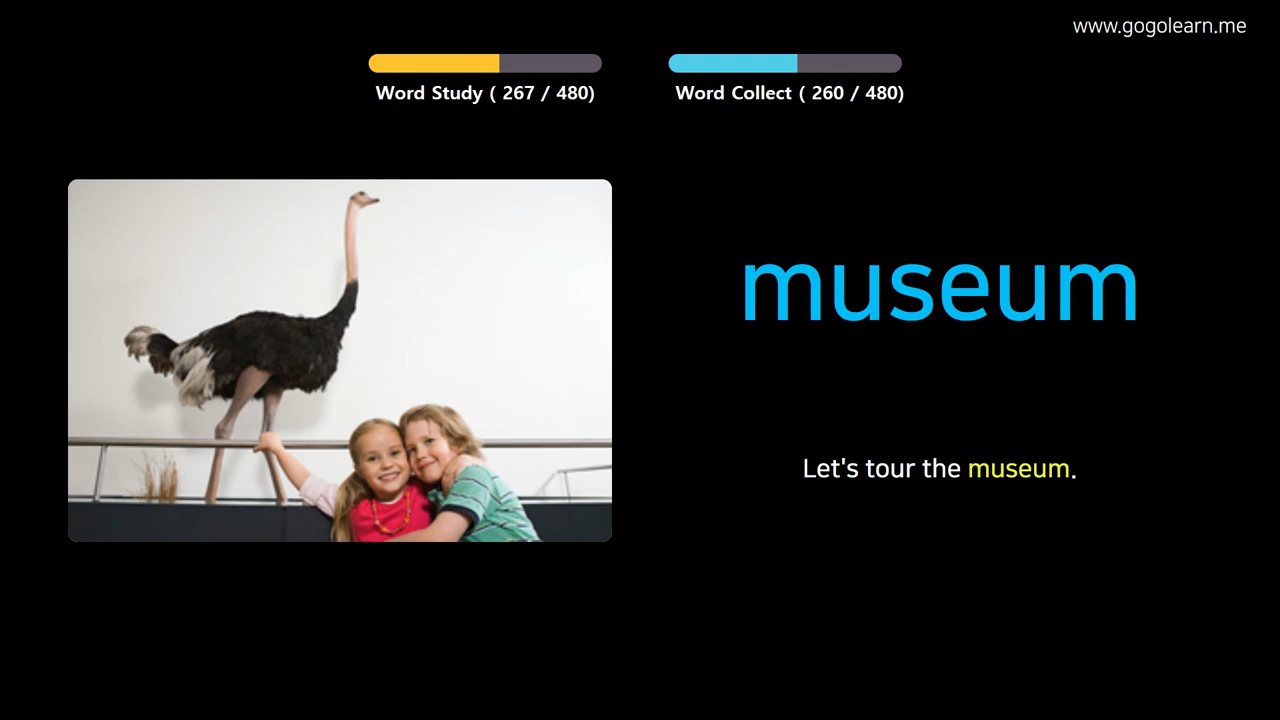 www.gogolearn.me
Word Study ( 267 / 480)
Word Collect ( 260 / 480)
museum
Let's tour the museum.